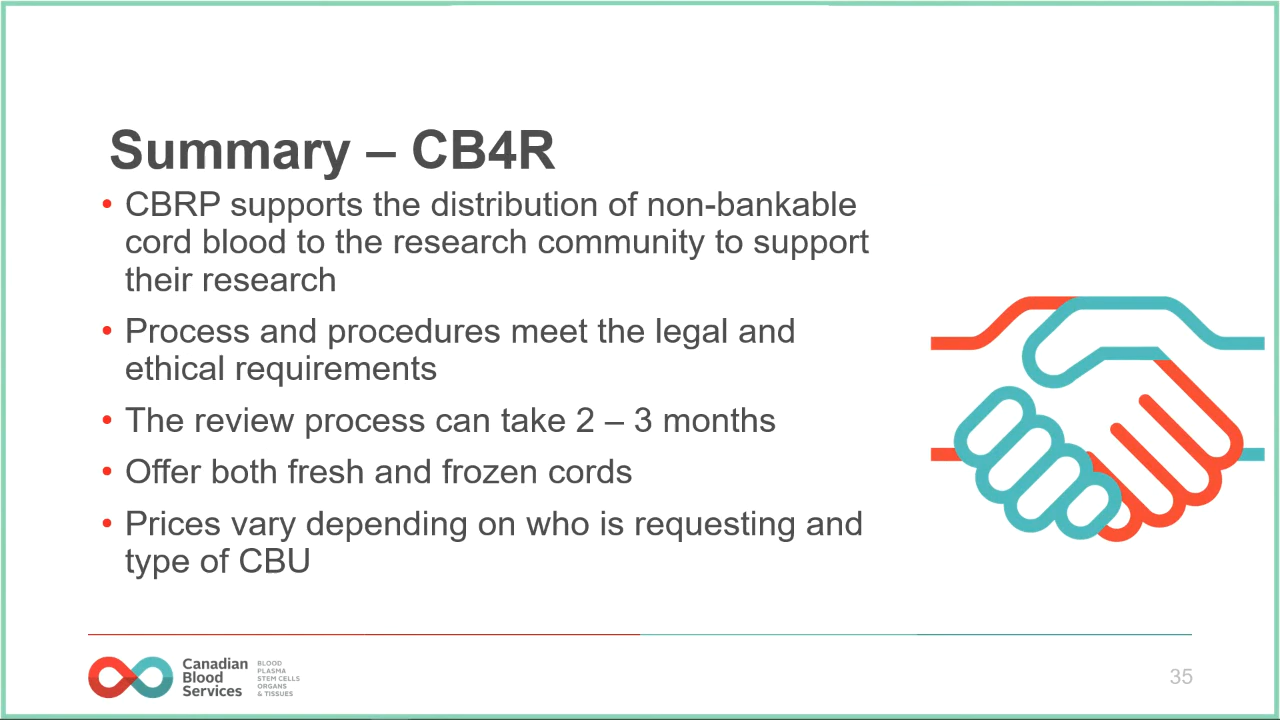 Summary – CB4R
• CBRP supports the distribution of non-bankable
cord blood to the research community to support
their research
• Process and procedures meet the legal and
ethical requirements
• The review process can take 2 – 3 months
• Offer both fresh and frozen cords
• Prices vary depending on who is requesting and
type of CBU
Canadian
Blood
Services
BLOOD
PLASMA
STEM CELLS
ORGANS
& TISSUES
35